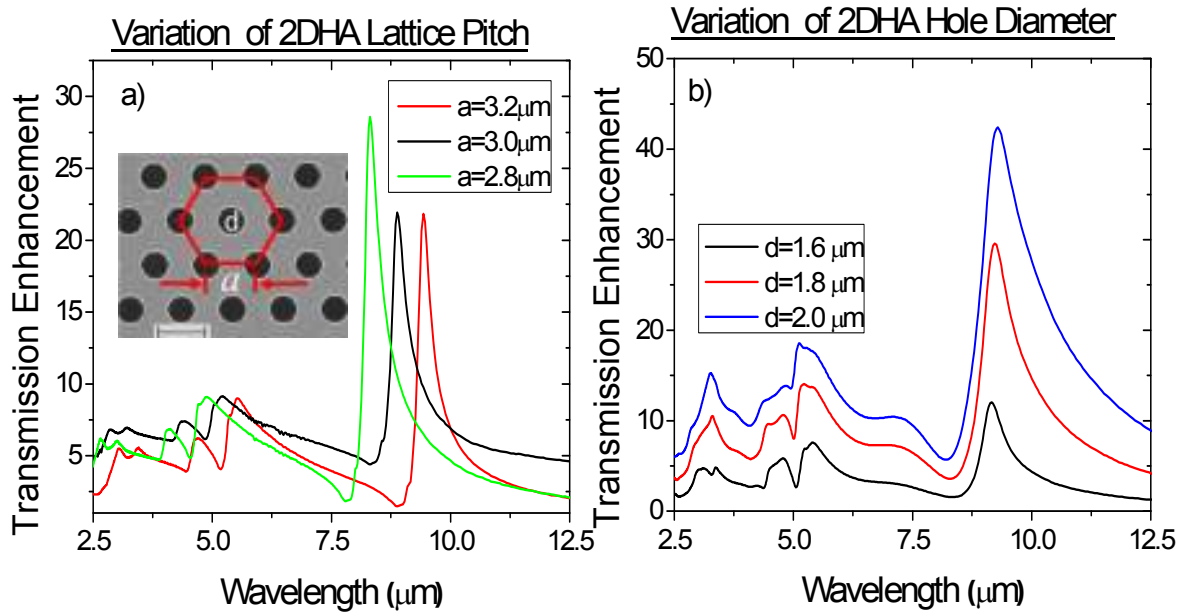 Variation of 2DHA Lattice Pitch
Transmission Enhancement
30
25
20
15
10
5
a)
a=3.2μm
a=3.0μm
a=2.8μm
d
a
2.5 5.0 7.5 10.0 12.5
Wavelength (μm)
Variation of 2DHA Hole Diameter
Transmission Enhancement
50
40
30
20
10
0
b)
d=1.6 μm
d=1.8 μm
d=2.0 μm
2.5 5.0 7.5 10.0 12.5
Wavelength (μm)